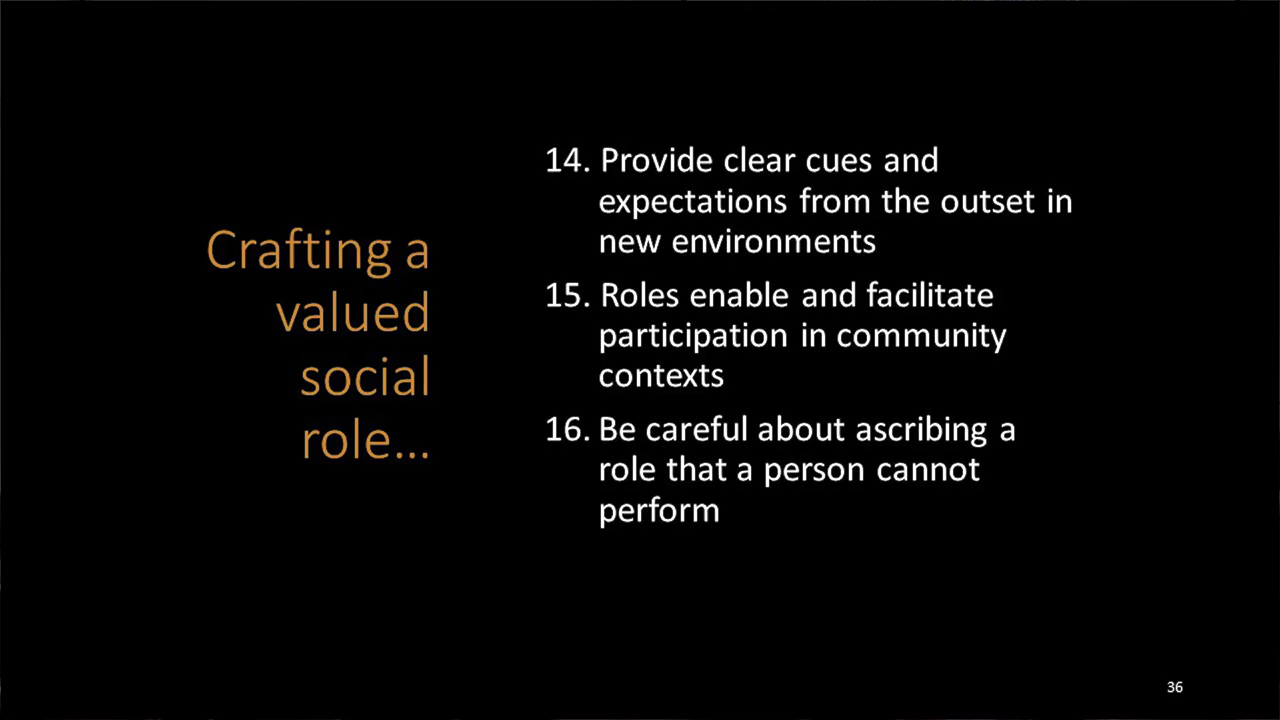 Crafting a
valued
social
role...
14. Provide clear cues and
expectations from the outset in
new environments
15. Roles enable and facilitate
participation in community
contexts
16. Be careful about ascribing a
role that a person cannot
perform
36